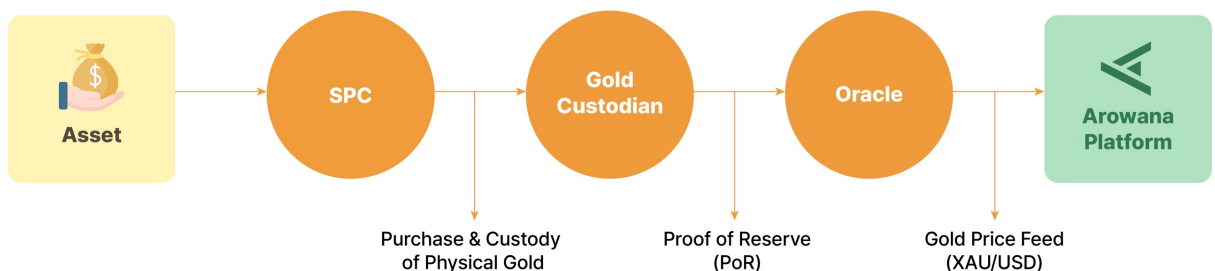 $
Asset
SPC
Gold
Custodian
Oracle
Arowana
Platform
Purchase & Custody
of Physical Gold
Proof of Reserve
(PoR)
Gold Price Feed
(XAU/USD)